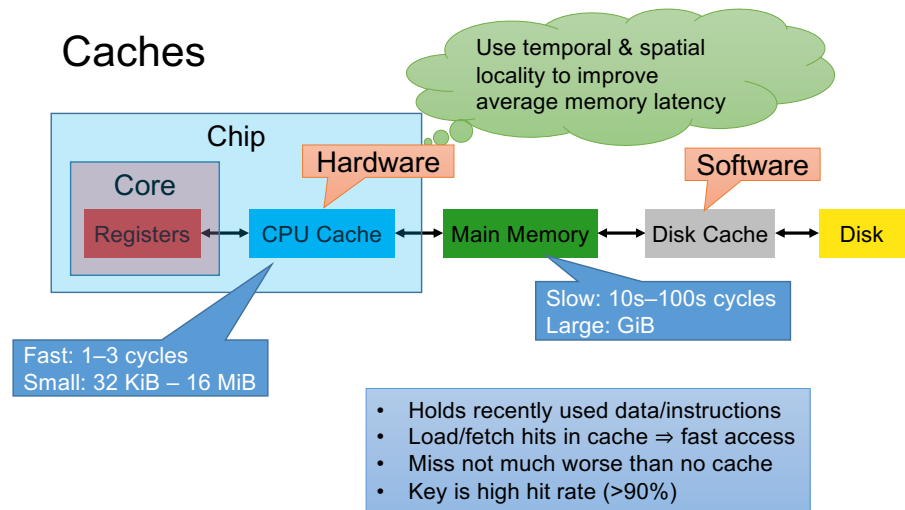 Caches
Use temporal & spatial
locality to improve
average memory latency
Chip
Hardware
Software
Core
Registers
CPU Cache
Main Memory
Disk Cache
Disk
Slow: 10s–100s cycles
Large: GiB
Fast: 1–3 cycles
Small: 32 KiB – 16 MiB
• Holds recently used data/instructions
• Load/fetch hits in cache ⇒ fast access
• Miss not much worse than no cache
• Key is high hit rate (>90%)